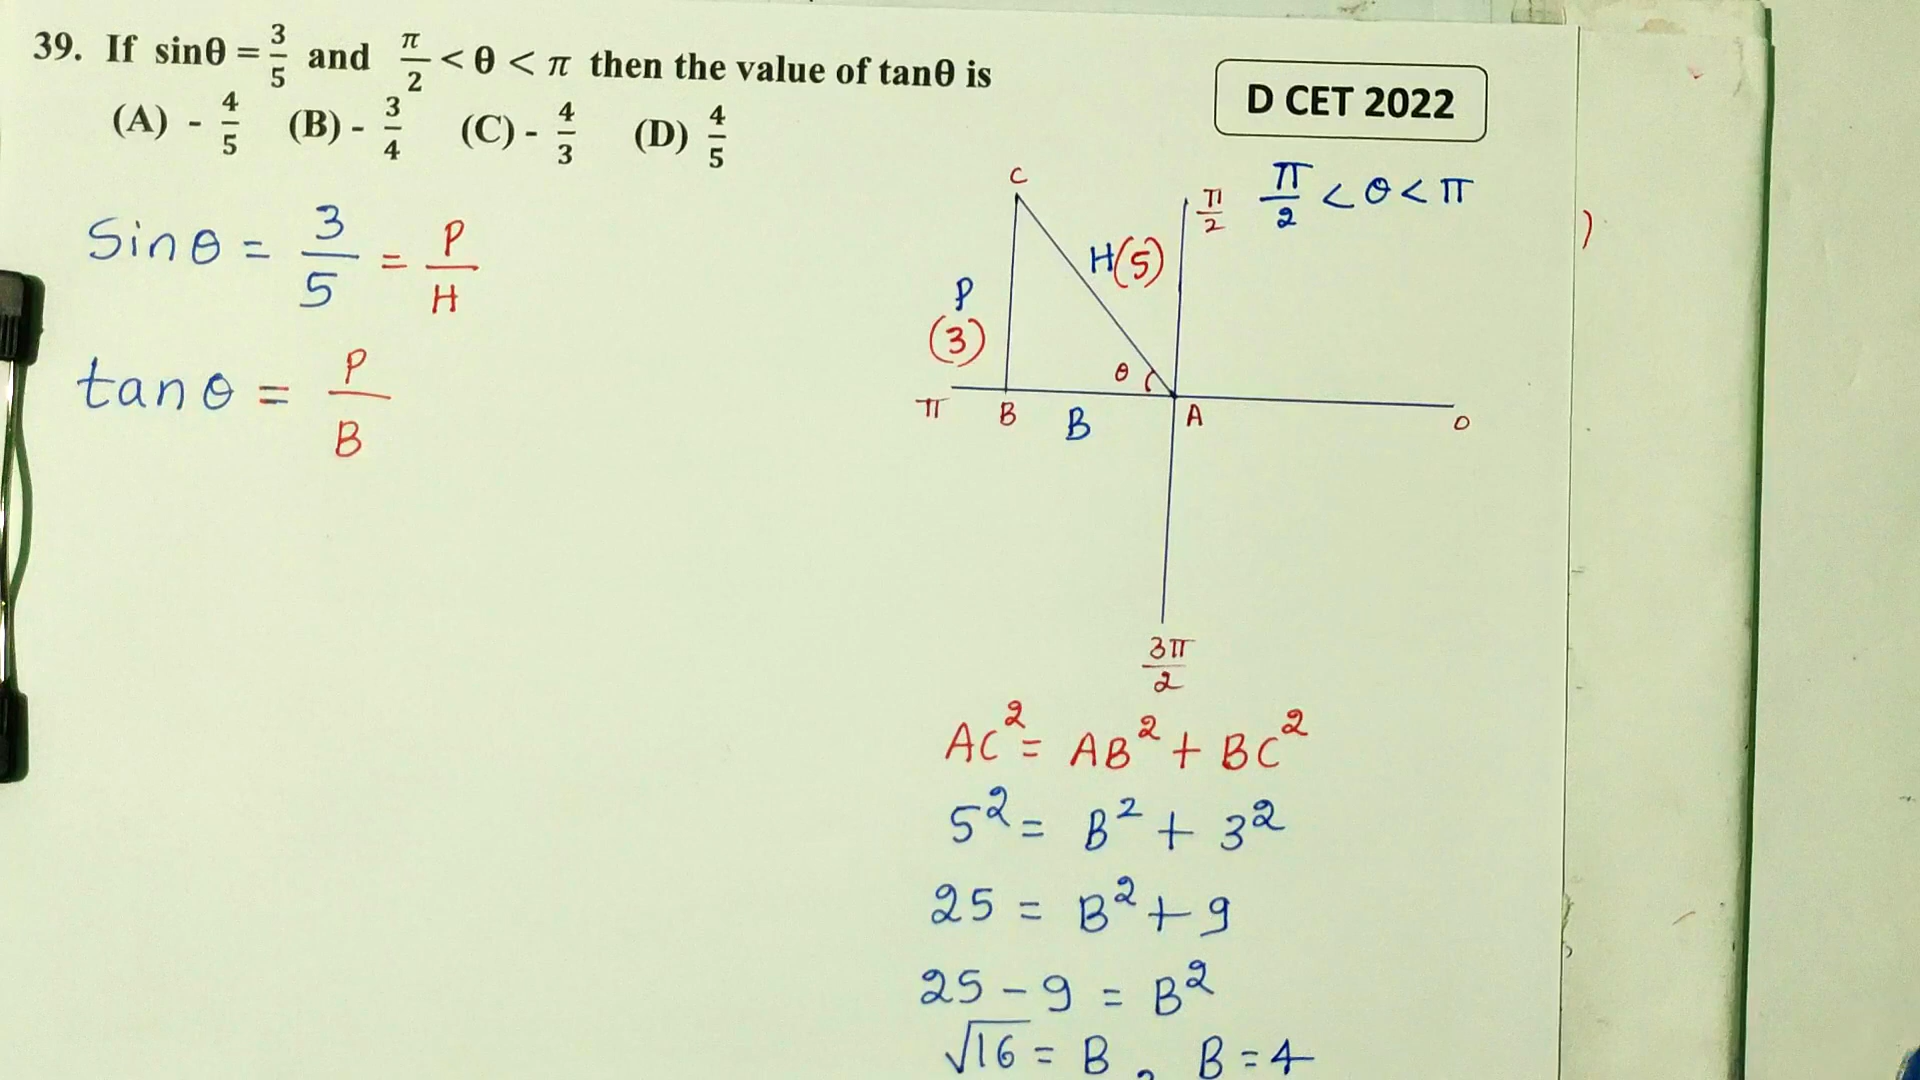 39. If sinθ = 3/5 and π/2 < θ < π then the value of tanθ is
(A) - 4/5 (B) - 3/4 (C) - 4/3 (D) 4/5
D CET 2022
Sinθ = 3/5 = P/H
tanθ = P/B
π/2 < θ < π
C
π/2
H(5)
P
(3)
θ
π B B A 0
3π/2
AC² = AB² + BC²
5² = B² + 3²
25 = B² + 9
25 - 9 = B²
√16 = B, B = 4
)